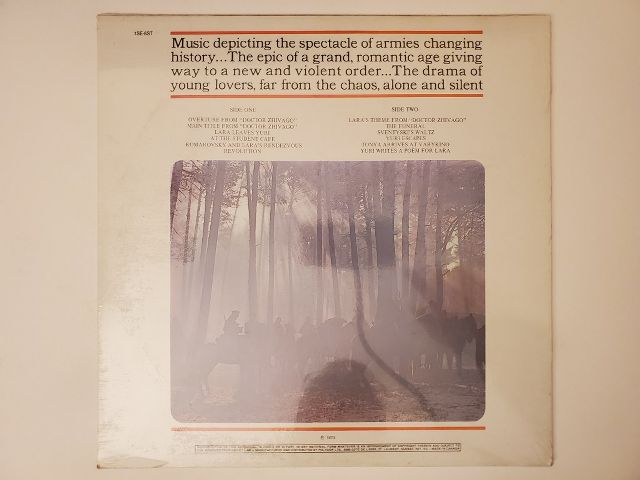 1SE-6ST
Music depicting the spectacle of armies changing
history...The epic of a grand, romantic age giving
way to a new and violent order...The drama of
young lovers, far from the chaos, alone and silent
SIDE ONE
OVERTURE FROM "DOCTOR ZHIVAGO"
MAIN TITLE FROM "DOCTOR ZHIVAGO"
LARA LEAVES YURI
AT THE STUDENT CAFE
KOMAROVSKY AND LARA'S RENDEZVOUS
REVOLUTION
SIDE TWO
LARA'S THEME FROM "DOCTOR ZHIVAGO"
THE FUNERAL
SVENTYSKI'S WALTZ
YURI ESCAPES
TONYA ARRIVES AT VARYKINO
YURI WRITES A POEM FOR LARA